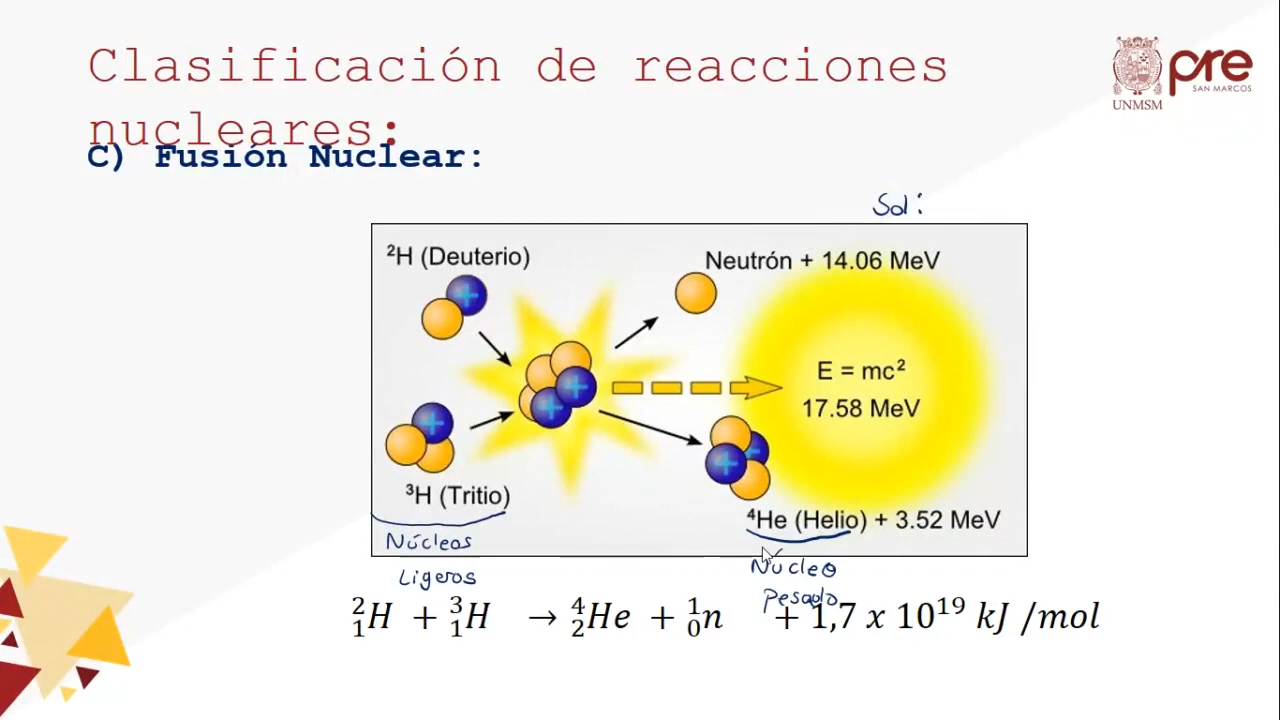 Clasificación de reacciones
nucleares:
C) Fusión Nuclear:
pre
SAN MARCOS
UNMSM
Sol:
²H (Deuterio)
Neutrón + 14.06 MeV
E = mc²
17.58 MeV
³H (Tritio)
⁴He (Helio) + 3.52 MeV
Núcleos
Ligeros
Núcleo
Pesado
²₁H + ³₁H → ⁴₂He + ¹₀n + 1,7 x 10¹⁹ kJ /mol